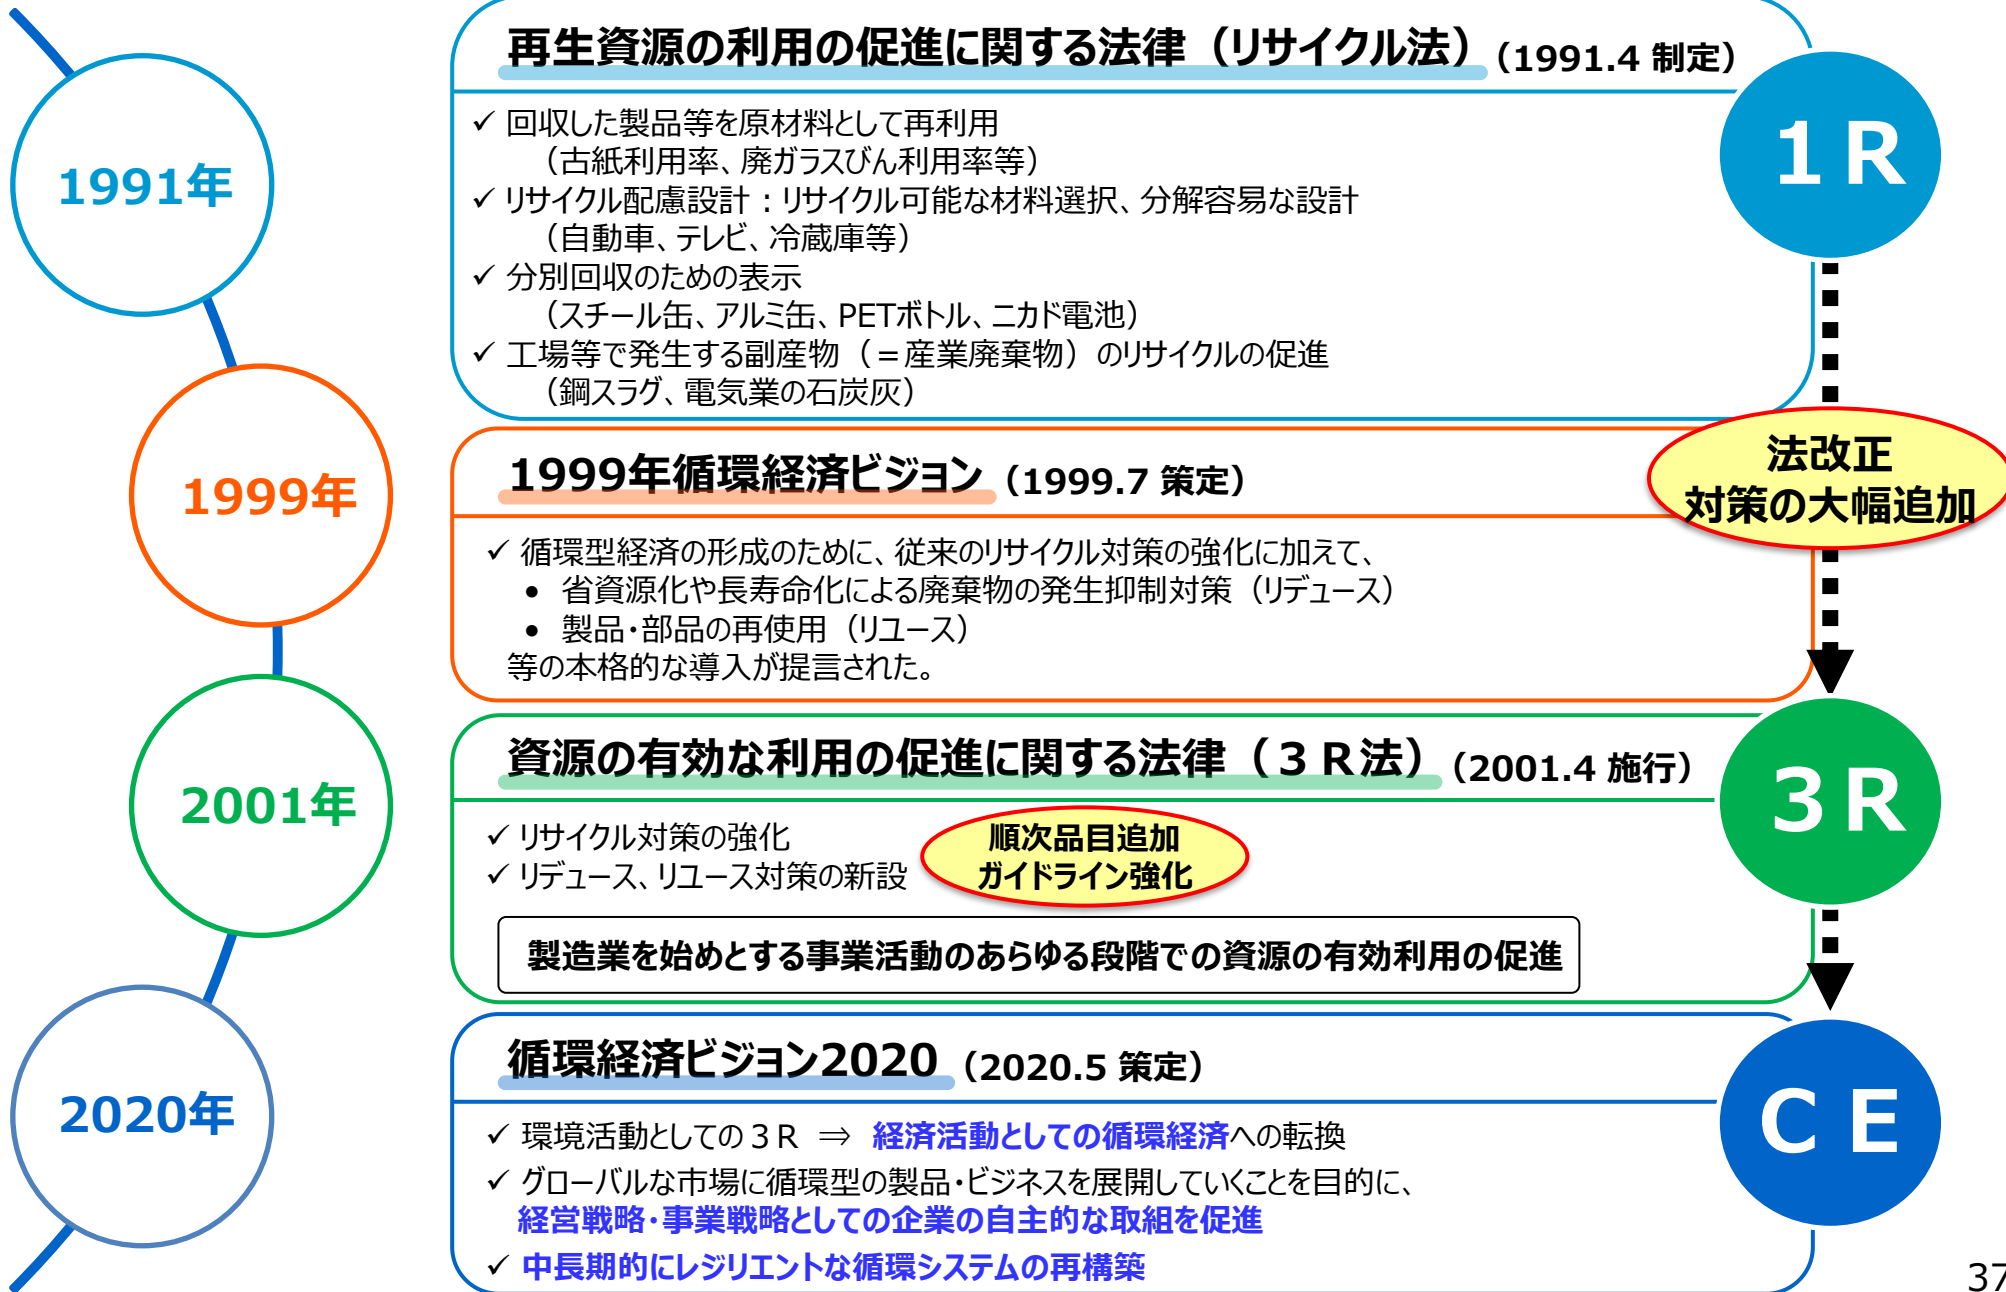 再生資源の利用の促進に関する法律（リサイクル法）（1991.4 制定）
1991年
✓ 回収した製品等を原材料として再利用
（古紙利用率、廃ガラスびん利用率等）
✓ リサイクル配慮設計：リサイクル可能な材料選択、分解容易な設計
（自動車、テレビ、冷蔵庫等）
✓ 分別回収のための表示
（スチール缶、アルミ缶、PETボトル、ニカド電池）
✓ 工場等で発生する副産物（＝産業廃棄物）のリサイクルの促進
（鋼スラグ、電気業の石炭灰）
１Ｒ
法改正
対策の大幅追加
1999年
1999年循環経済ビジョン（1999.7 策定）
✓ 循環型経済の形成のために、従来のリサイクル対策の強化に加えて、
• 省資源化や長寿命化による廃棄物の発生抑制対策（リデュース）
• 製品・部品の再使用（リユース）
等の本格的な導入が提言された。
2001年
資源の有効な利用の促進に関する法律（３Ｒ法）（2001.4 施行）
✓ リサイクル対策の強化
✓ リデュース、リユース対策の新設
順次品目追加
ガイドライン強化
製造業を始めとする事業活動のあらゆる段階での資源の有効利用の促進
３Ｒ
2020年
循環経済ビジョン2020（2020.5 策定）
✓ 環境活動としての３Ｒ ⇒ 経済活動としての循環経済への転換
✓ グローバルな市場に循環型の製品・ビジネスを展開していくことを目的に、
経営戦略・事業戦略としての企業の自主的な取組を促進
✓ 中長期的にレジリエントな循環システムの再構築
ＣＥ
37